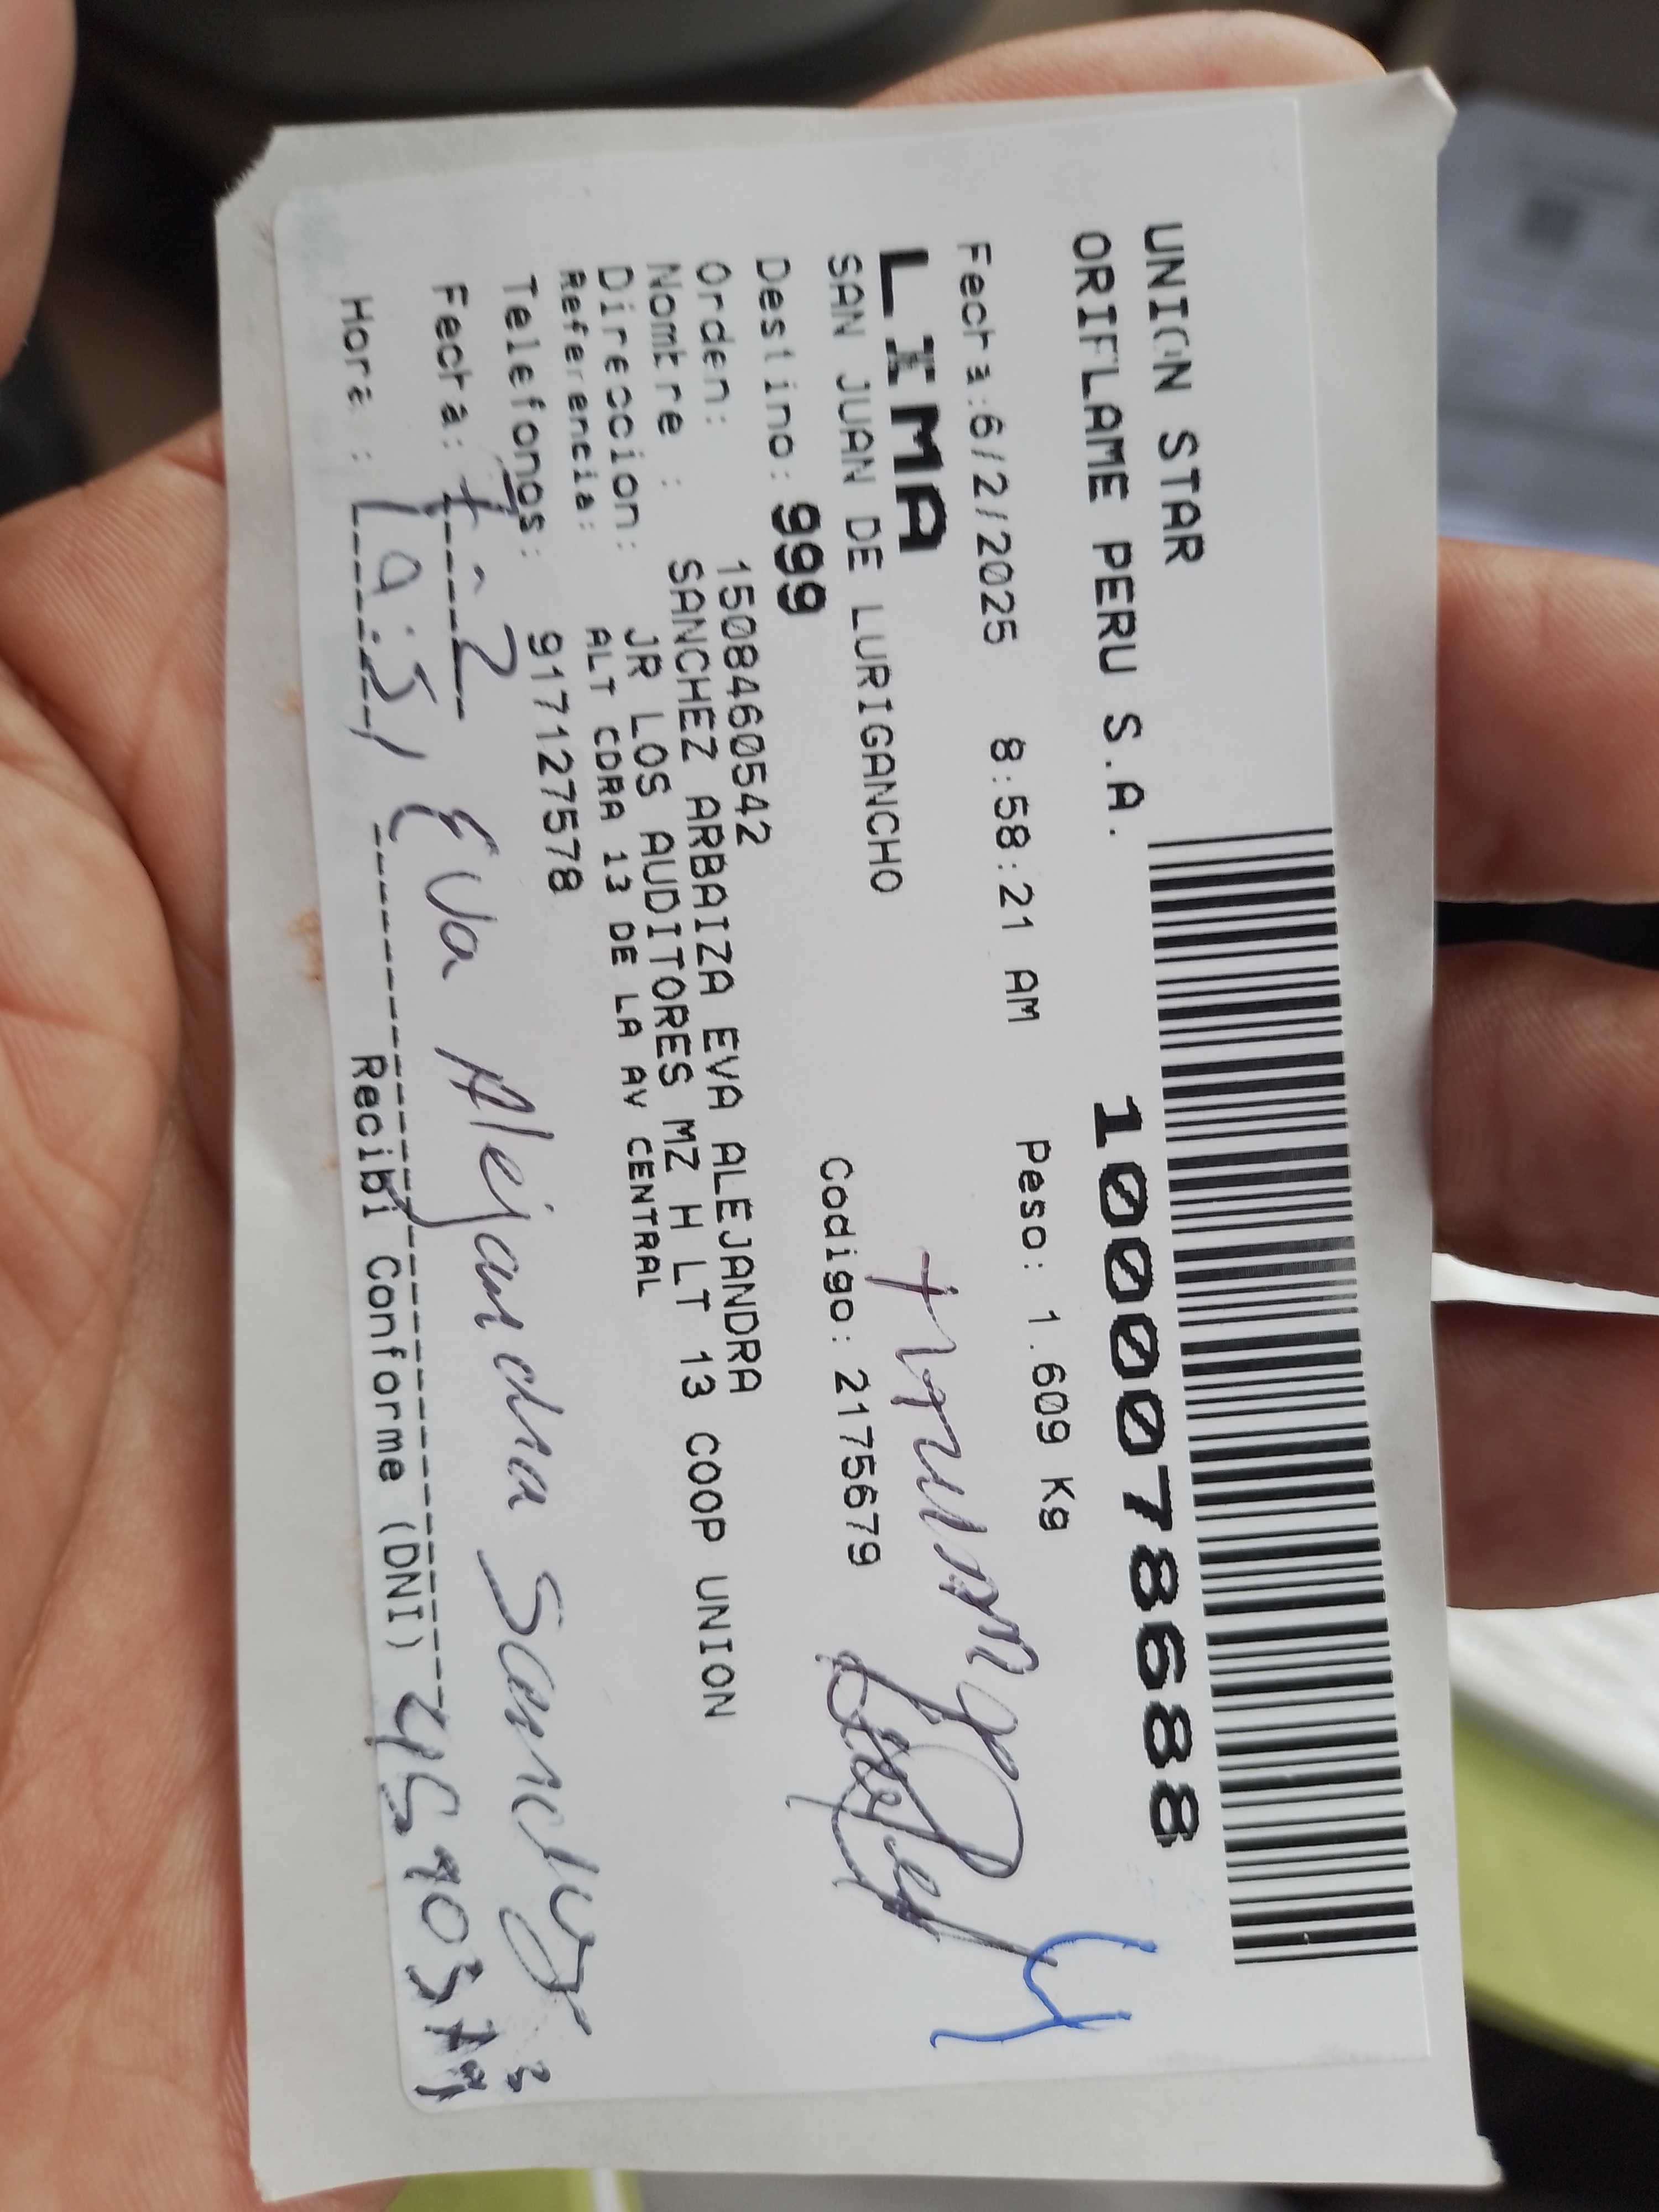 UNION STAR
ORIFLAME PERU S.A.
1000078688
Fecha:6/2/2025 8:58:21 AM Peso: 1.609 Kg
LIMA
SAN JUAN DE LURIGANCHO Codigo: 2175679
Destino: 999
Orden: 15084460542
Nombre : SANCHEZ ARBAIZA EVA ALEJANDRA
Direccion: JR LOS AUDITORES MZ H LT 13 COOP UNION
Referencia: ALT CDRA 13 DE LA AV CENTRAL
Telefonos: 917127578
Fecha: 7-2 Eva Alejandra Sanchez
Hora : Recibi Conforme (DNI)